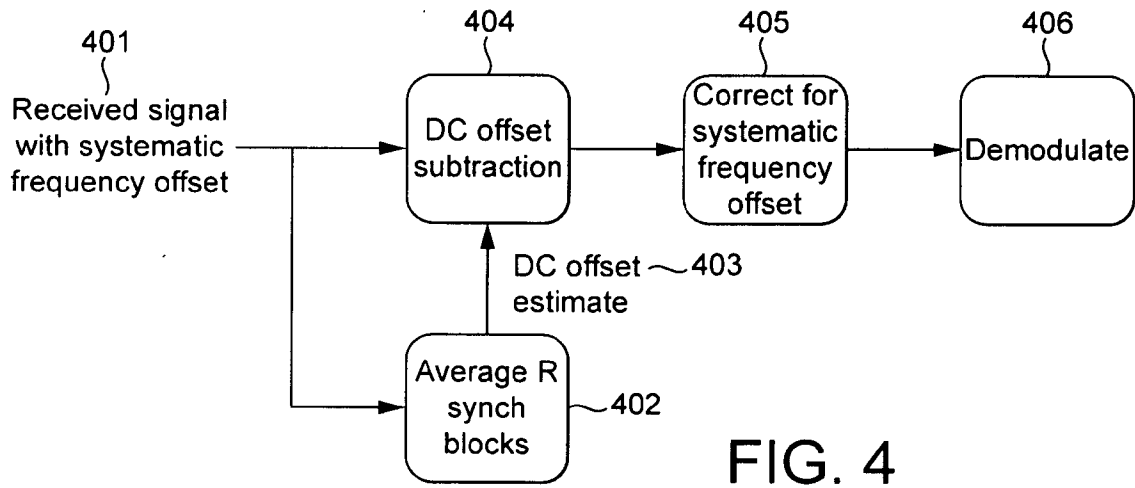 401
Received signal
with systematic
frequency offset
404
DC offset
subtraction
405
Correct for
systematic
frequency
offset
406
Demodulate
DC offset
estimate
403
Average R
synch
blocks
402
FIG. 4